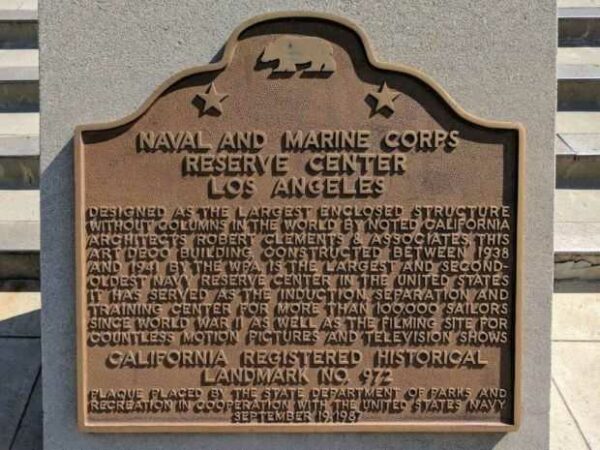 NAVAL AND MARINE CORPS
RESERVE CENTER
LOS ANGELES
DESIGNED AS THE LARGEST ENCLOSED STRUCTURE
WITHOUT COLUMNS IN THE WORLD BY NOTED CALIFORNIA
ARCHITECTS ROBERT CLEMENTS & ASSOCIATES, THIS
ART DECO BUILDING, CONSTRUCTED BETWEEN 1938
AND 1941 BY THE WPA, IS THE LARGEST AND SECOND-
OLDEST NAVY RESERVE CENTER IN THE UNITED STATES
IT HAS SERVED AS THE INDUCTION, SEPARATION AND
TRAINING CENTER FOR MORE THAN 100,000 SAILORS
SINCE WORLD WAR II AS WELL AS THE FILMING SITE FOR
COUNTLESS MOTION PICTURES AND TELEVISION SHOWS
CALIFORNIA REGISTERED HISTORICAL
LANDMARK NO. 972
PLAQUE PLACED BY THE STATE DEPARTMENT OF PARKS AND
RECREATION IN COOPERATION WITH THE UNITED STATES NAVY
SEPTEMBER 19, 1987